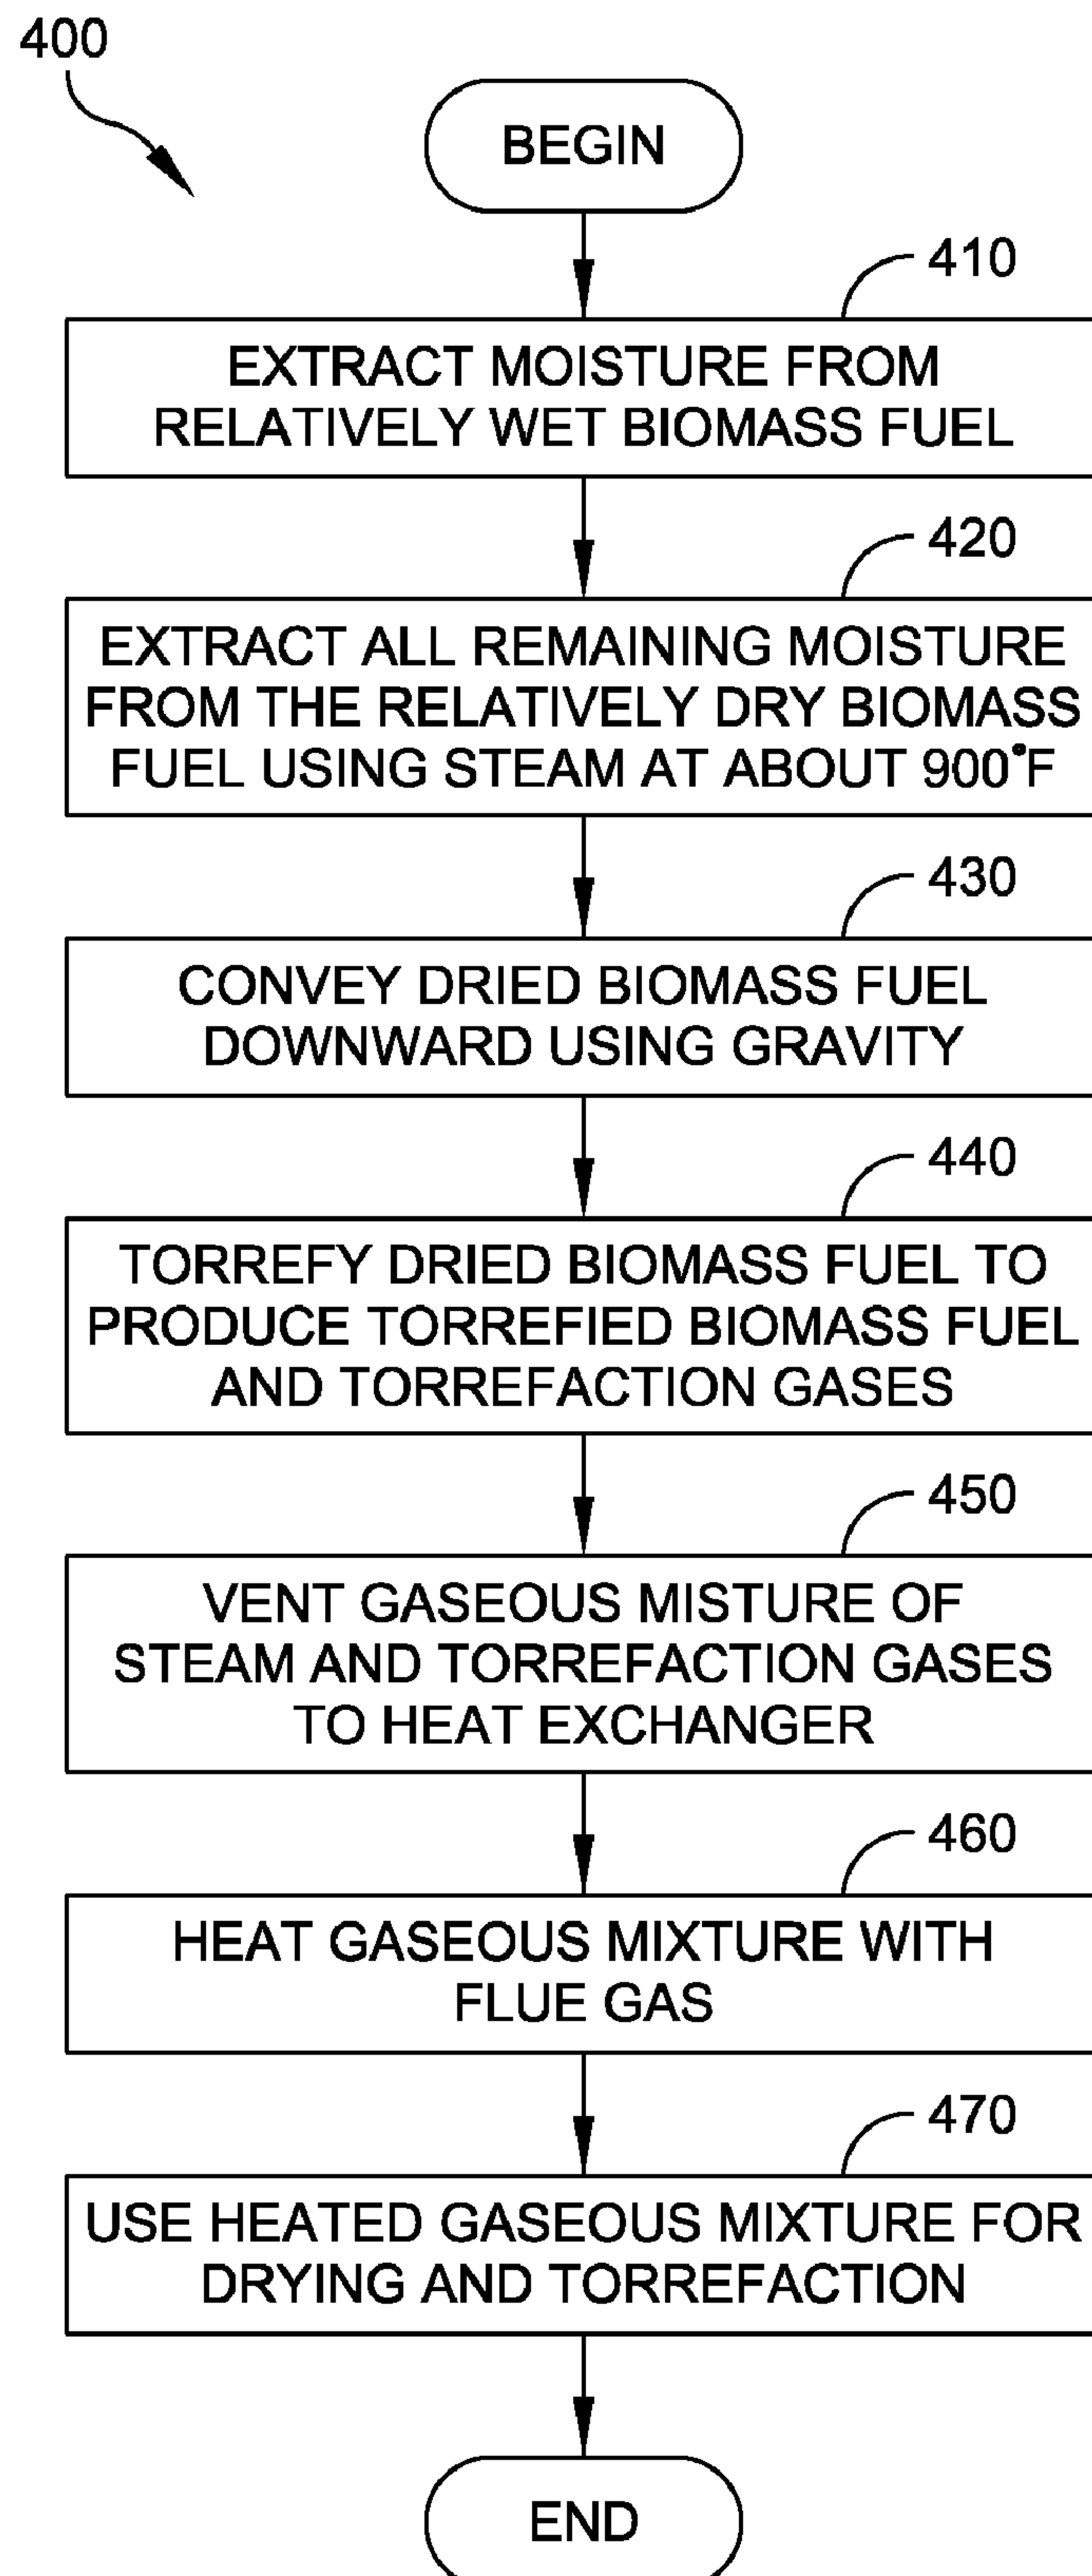 400
BEGIN
410
EXTRACT MOISTURE FROM
RELATIVELY WET BIOMASS FUEL
420
EXTRACT ALL REMAINING MOISTURE
FROM THE RELATIVELY DRY BIOMASS
FUEL USING STEAM AT ABOUT 900°F
430
CONVEY DRIED BIOMASS FUEL
DOWNWARD USING GRAVITY
440
TORREFY DRIED BIOMASS FUEL TO
PRODUCE TORREFIED BIOMASS FUEL
AND TORREFACTION GASES
450
VENT GASEOUS MISTURE OF
STEAM AND TORREFACTION GASES
TO HEAT EXCHANGER
460
HEAT GASEOUS MIXTURE WITH
FLUE GAS
470
USE HEATED GASEOUS MIXTURE FOR
DRYING AND TORREFACTION
END